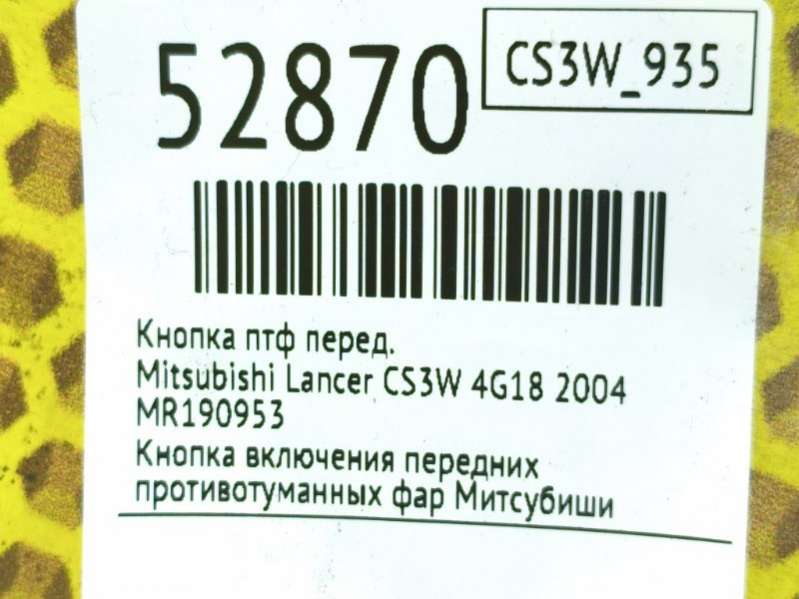 52870
CS3W_935
Кнопка птф перед.
Mitsubishi Lancer CS3W 4G18 2004
MR190953
Кнопка включения передних
противотуманных фар Митсубиши